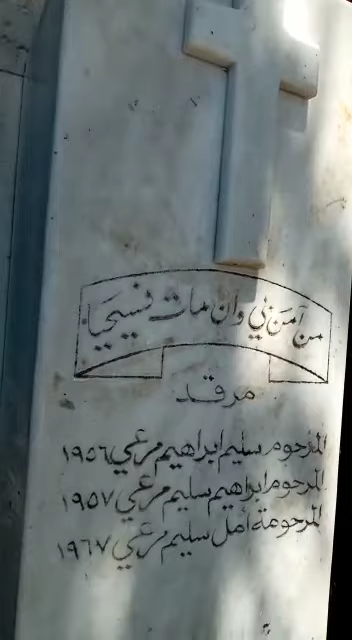 من آمن بي وان مات فسيحيا
مرقد
المرحوم سليم ابراهيم مرعي ١٩٥٦
المرحوم ابراهيم سليم مرعي ١٩٥٧
المرحومة أمل سليم مرعي ١٩٦٧